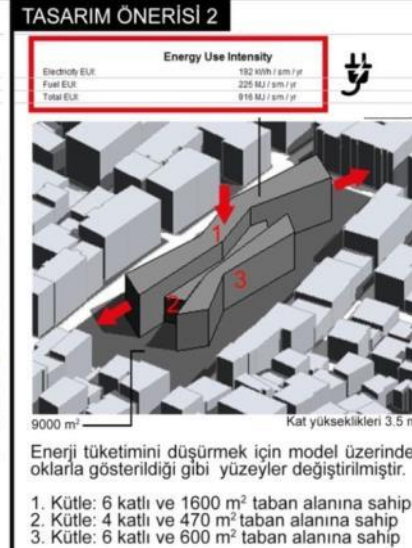 TASARIM ÖNERİSİ 2
Energy Use Intensity
Electricity EUI: 192 kWh / sm / yr
Fuel EUI: 225 MJ / sm / yr
Total EUI: 916 MJ / sm / yr
1
3
2
9000 m²
Kat yükseklikleri 3.5 m
Enerji tüketimini düşürmek için model üzerinde
oklarla gösterildiği gibi yüzeyler değiştirilmiştir.
1. Kütle: 6 katlı ve 1600 m² taban alanına sahip
2. Kütle: 4 katlı ve 470 m² taban alanına sahip
3. Kütle: 6 katlı ve 600 m² taban alanına sahip